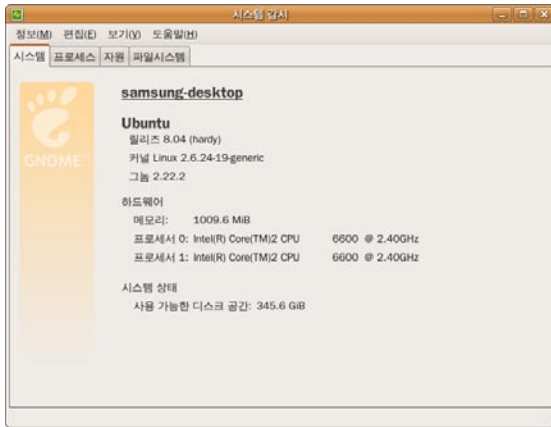 시스템 감시
정보(M) 편집(E) 보기(V) 도움말(H)
시스템 프로세스 자원 파일시스템
GNOME™
samsung-desktop
Ubuntu
릴리즈 8.04 (hardy)
커널 Linux 2.6.24-19-generic
그놈 2.22.2
하드웨어
메모리: 1009.6 MiB
프로세서 0: Intel(R) Core(TM)2 CPU 6600 @ 2.40GHz
프로세서 1: Intel(R) Core(TM)2 CPU 6600 @ 2.40GHz
시스템 상태
사용 가능한 디스크 공간: 345.6 GiB